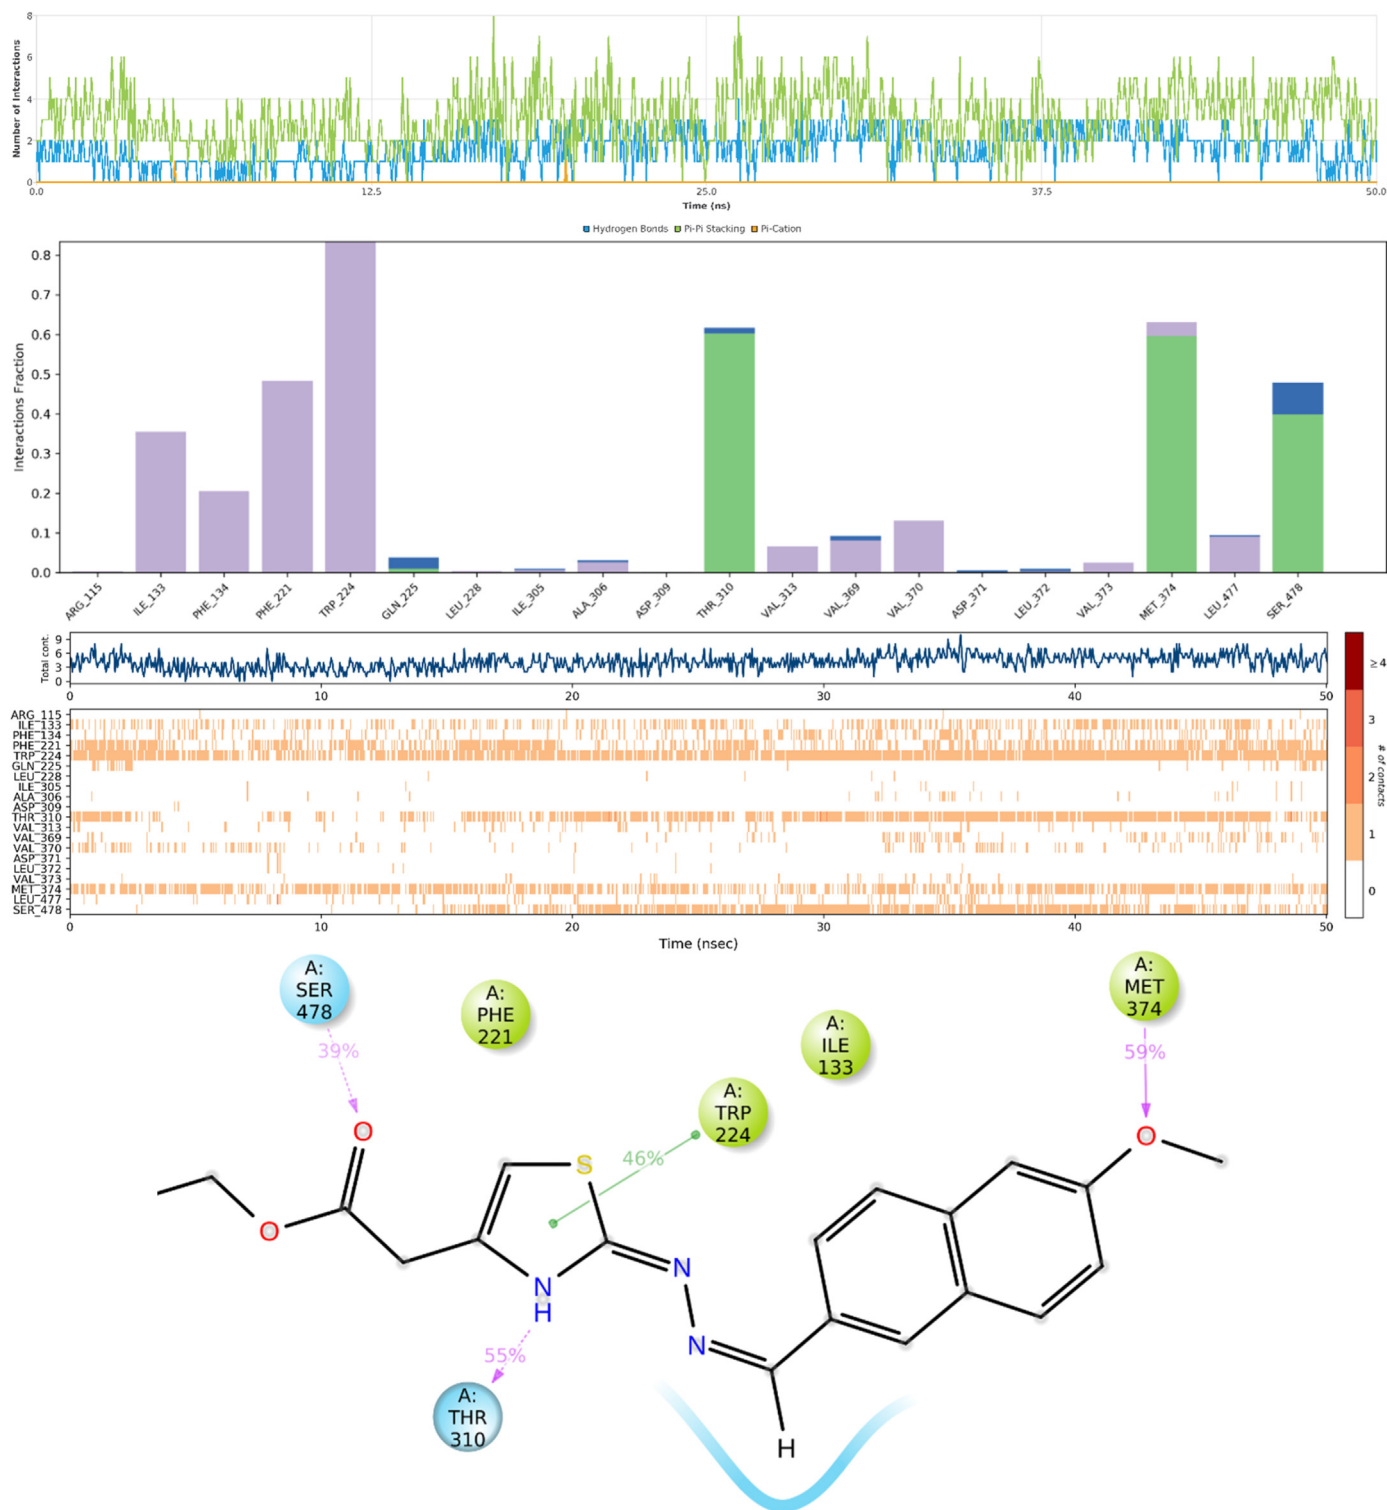 8
6
4
2
0
Number of Interactions
0.0 12.5 25.0 37.5 50.0
Time (ns)
Hydrogen Bonds Pi-Pi Stacking Pi-Cation
0.8
0.7
0.6
0.5
0.4
0.3
0.2
0.1
0.0
Interactions Fraction
ARG_115 ILE_133 PHE_134 PHE_221 TRP_224 GLN_225 LEU_228 ILE_305 ALA_306 ASP_309 THR_310 VAL_313 VAL_369 VAL_370 ASP_371 LEU_372 VAL_373 MET_374 LEU_477 SER_478
Total cont.
9
6
3
0
0 10 20 30 40 50
ARG_115
ILE_133
PHE_134
PHE_221
TRP_224
GLN_225
LEU_228
ILE_305
ALA_306
ASP_309
THR_310
VAL_313
VAL_369
VAL_370
ASP_371
LEU_372
VAL_373
MET_374
LEU_477
SER_478
0 10 20 30 40 50
Time (nsec)
≥4
3
2
1
0
# of contacts
A:
SER
478
A:
PHE
221
A:
ILE
133
A:
MET
374
39%
59%
A:
TRP
224
46%
O
S
O
O
N
H
N
N
55%
A:
THR
310
H